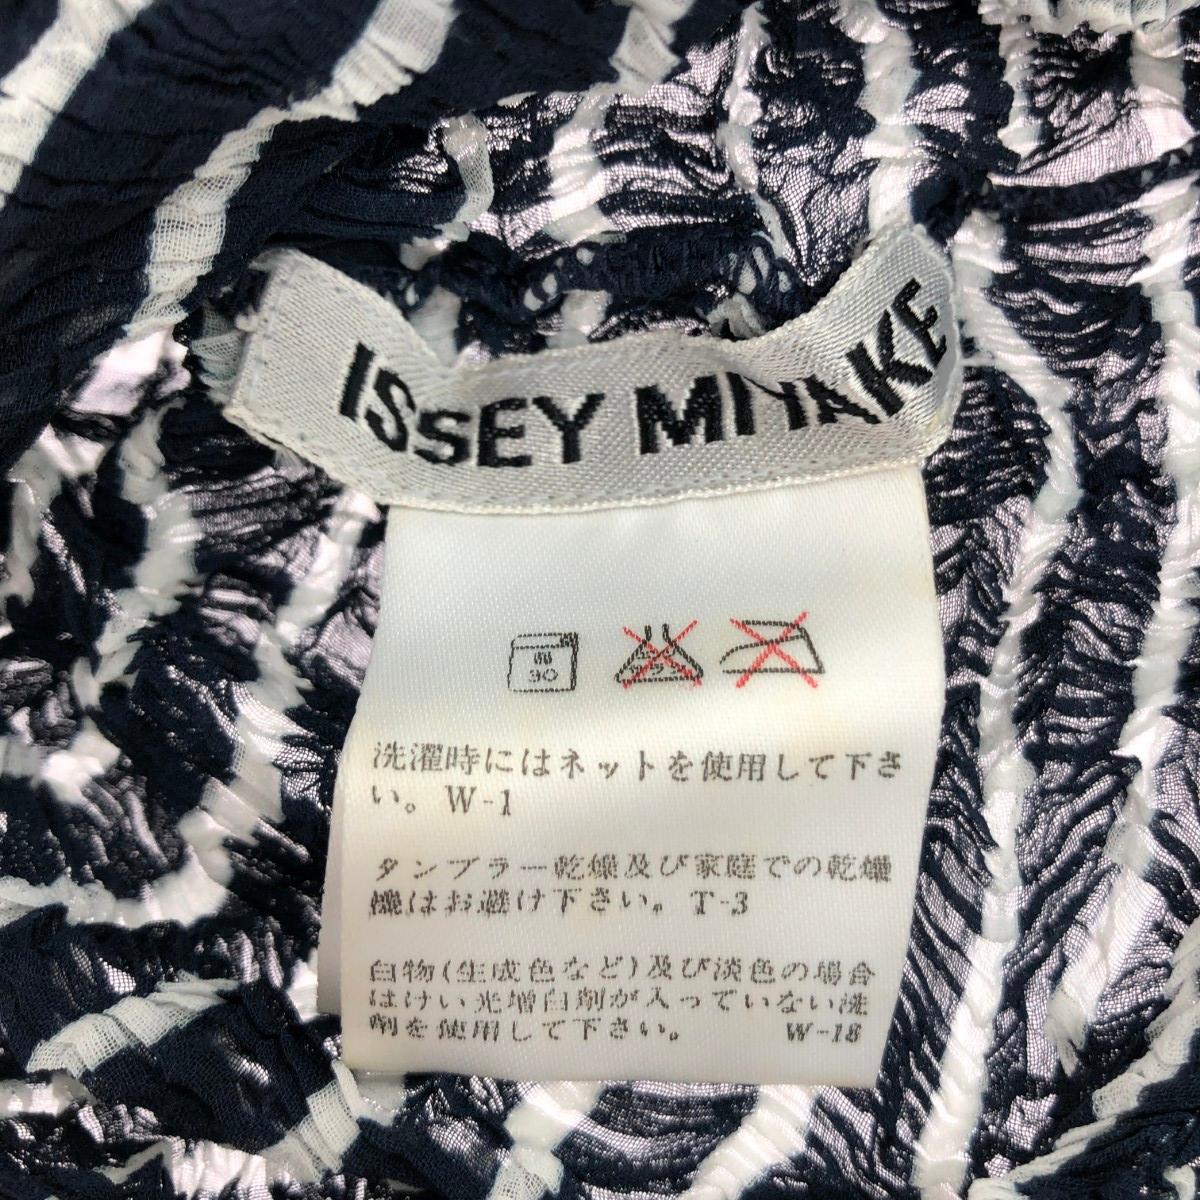 ISSEY MIYAKE
弱
30
洗濯時にはネットを使用して下さ
い。W-1
タンブラー乾燥及び家庭での乾燥
機はお避け下さい。T-3
白物(生成色など)及び淡色の場合
はけい光増白剤が入っていない洗
剤を使用して下さい。 W-18